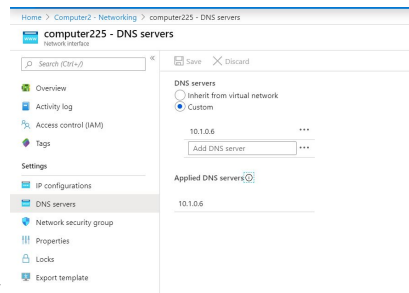 Home > Computer2 - Networking > computer225 - DNS servers
computer225 - DNS servers
Network interface
Search (Ctrl+/)
«
Overview
Activity log
Access control (IAM)
Tags
Settings
IP configurations
DNS servers
Network security group
Properties
Locks
Export template
Save Discard
DNS servers
Inherit from virtual network
Custom
10.1.0.6 ...
Add DNS server ...
Applied DNS servers
10.1.0.6